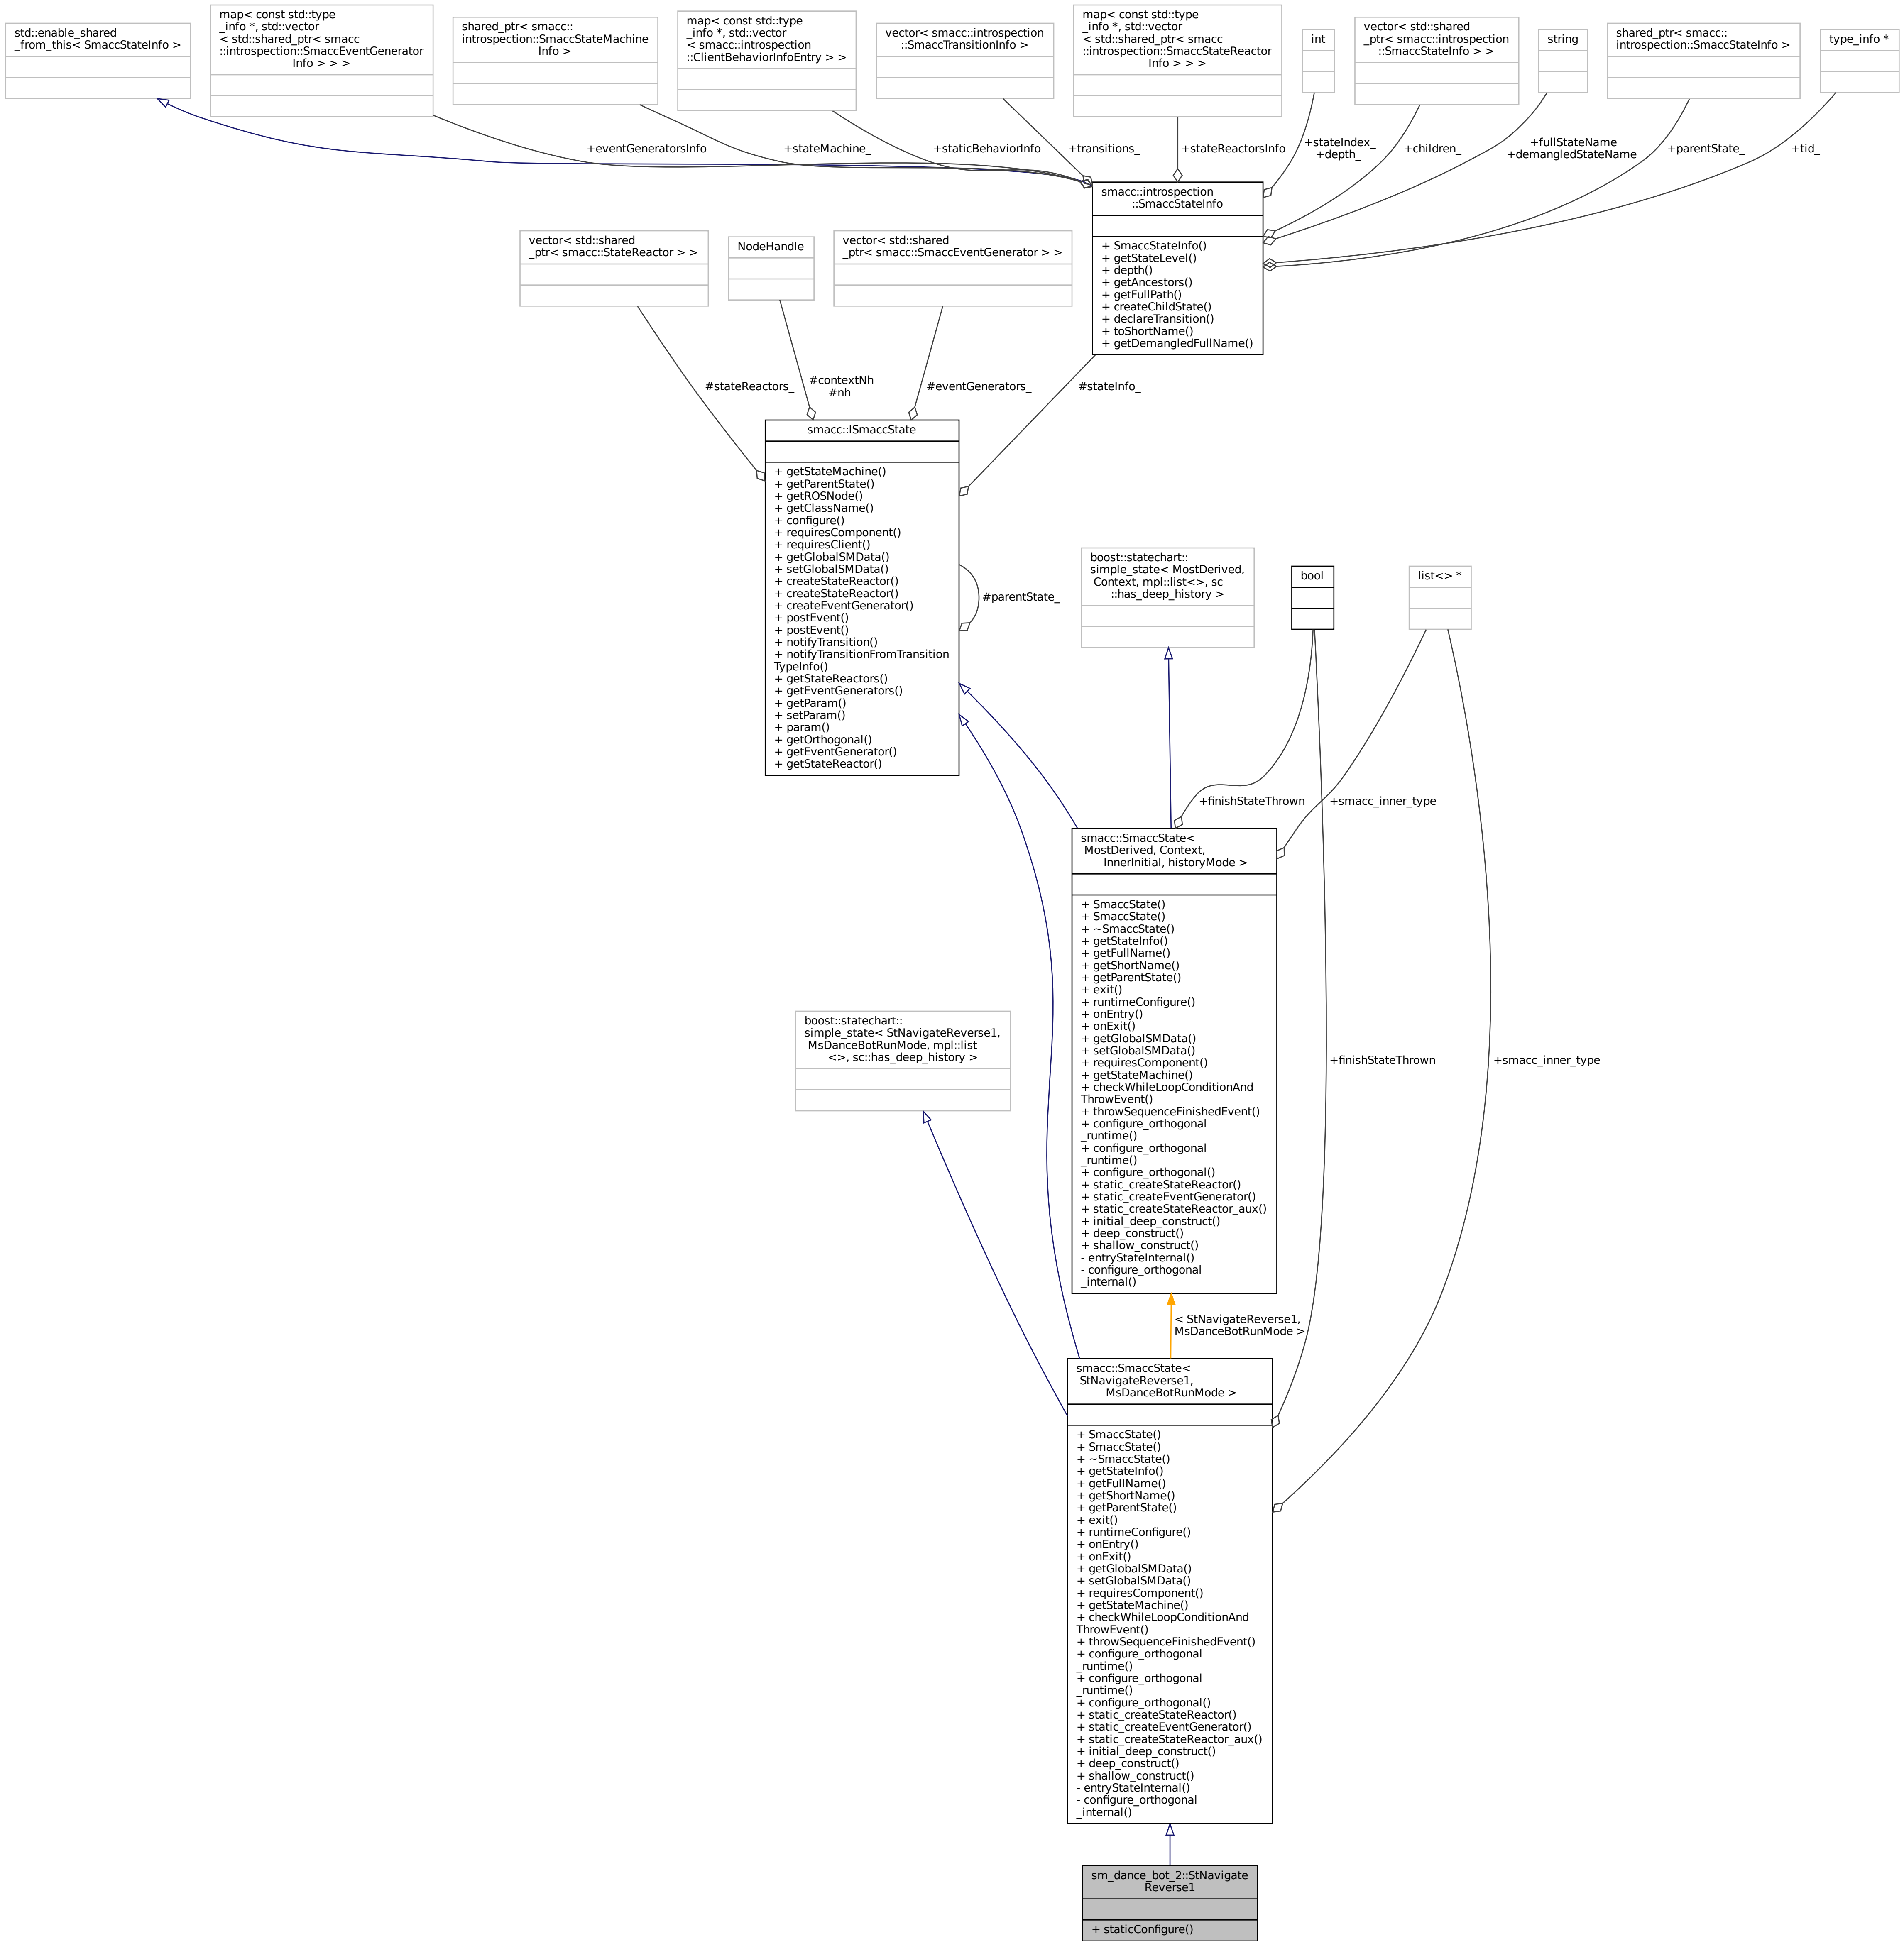 std::enable_shared
_from_this< SmaccStateInfo >
map< const std::type
_info *, std::vector
< std::shared_ptr< smacc
::introspection::SmaccEventGenerator
Info > > >
shared_ptr< smacc::
introspection::SmaccStateMachine
Info >
map< const std::type
_info *, std::vector
< smacc::introspection
::ClientBehaviorInfoEntry > >
vector< smacc::introspection
::SmaccTransitionInfo >
map< const std::type
_info *, std::vector
< std::shared_ptr< smacc
::introspection::SmaccStateReactor
Info > > >
int
vector< std::shared
_ptr< smacc::introspection
::SmaccStateInfo > >
string
shared_ptr< smacc::
introspection::SmaccStateInfo >
type_info *
+eventGeneratorsInfo
+stateMachine_
+staticBehaviorInfo
+transitions_
+stateReactorsInfo
+stateIndex_
+depth_
+children_
+fullStateName
+demangledStateName
+parentState_
+tid_
smacc::introspection
::SmaccStateInfo
+ SmaccStateInfo()
+ getStateLevel()
+ depth()
+ getAncestors()
+ getFullPath()
+ createChildState()
+ declareTransition()
+ toShortName()
+ getDemangledFullName()
vector< std::shared
_ptr< smacc::StateReactor > >
NodeHandle
vector< std::shared
_ptr< smacc::SmaccEventGenerator > >
#stateReactors_
#contextNh
#nh
#eventGenerators_
#stateInfo_
smacc::ISmaccState
+ getStateMachine()
+ getParentState()
+ getROSNode()
+ getClassName()
+ configure()
+ requiresComponent()
+ requiresClient()
+ getGlobalSMData()
+ setGlobalSMData()
+ createStateReactor()
+ createStateReactor()
+ createEventGenerator()
+ postEvent()
+ postEvent()
+ notifyTransition()
+ notifyTransitionFromTransition
TypeInfo()
+ getStateReactors()
+ getEventGenerators()
+ getParam()
+ setParam()
+ param()
+ getOrthogonal()
+ getEventGenerator()
+ getStateReactor()
#parentState_
boost::statechart::
simple_state< MostDerived,
Context, mpl::list<>, sc
::has_deep_history >
bool
list<> *
+finishStateThrown
+smacc_inner_type
smacc::SmaccState<
MostDerived, Context,
InnerInitial, historyMode >
+ SmaccState()
+ SmaccState()
+ ~SmaccState()
+ getStateInfo()
+ getFullName()
+ getShortName()
+ getParentState()
+ exit()
+ runtimeConfigure()
+ onEntry()
+ onExit()
+ getGlobalSMData()
+ setGlobalSMData()
+ requiresComponent()
+ getStateMachine()
+ checkWhileLoopConditionAnd
ThrowEvent()
+ throwSequenceFinishedEvent()
+ configure_orthogonal
_runtime()
+ configure_orthogonal
_runtime()
+ configure_orthogonal()
+ static_createStateReactor()
+ static_createEventGenerator()
+ static_createStateReactor_aux()
+ initial_deep_construct()
+ deep_construct()
+ shallow_construct()
- entryStateInternal()
- configure_orthogonal
_internal()
boost::statechart::
simple_state< StNavigateReverse1,
MsDanceBotRunMode, mpl::list
<>, sc::has_deep_history >
+finishStateThrown
+smacc_inner_type
< StNavigateReverse1,
MsDanceBotRunMode >
smacc::SmaccState<
StNavigateReverse1,
MsDanceBotRunMode >
+ SmaccState()
+ SmaccState()
+ ~SmaccState()
+ getStateInfo()
+ getFullName()
+ getShortName()
+ getParentState()
+ exit()
+ runtimeConfigure()
+ onEntry()
+ onExit()
+ getGlobalSMData()
+ setGlobalSMData()
+ requiresComponent()
+ getStateMachine()
+ checkWhileLoopConditionAnd
ThrowEvent()
+ throwSequenceFinishedEvent()
+ configure_orthogonal
_runtime()
+ configure_orthogonal
_runtime()
+ configure_orthogonal()
+ static_createStateReactor()
+ static_createEventGenerator()
+ static_createStateReactor_aux()
+ initial_deep_construct()
+ deep_construct()
+ shallow_construct()
- entryStateInternal()
- configure_orthogonal
_internal()
sm_dance_bot_2::StNavigate
Reverse1
+ staticConfigure()